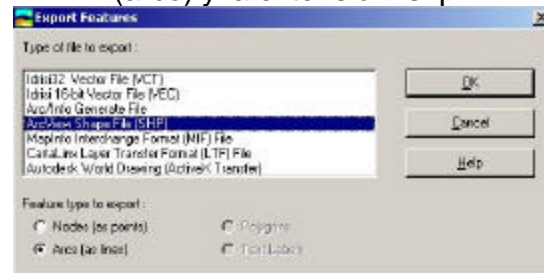 Export Features
Type of file to export :
Idrisi32 Vector File (VCT)
Idrisi 16-bit Vector File (VEC)
Arc/Info Generate File
ArcView Shape File (SHP)
MapInfo Interchange Format (MIF) File
CartaLinx Layer Transfer Format (LTF) File
Autodesk World Drawing (ActiveX Transfer)
OK
Cancel
Help
Feature type to export :
Nodes (as points)
Polygons
Arcs (as lines)
Text Labels